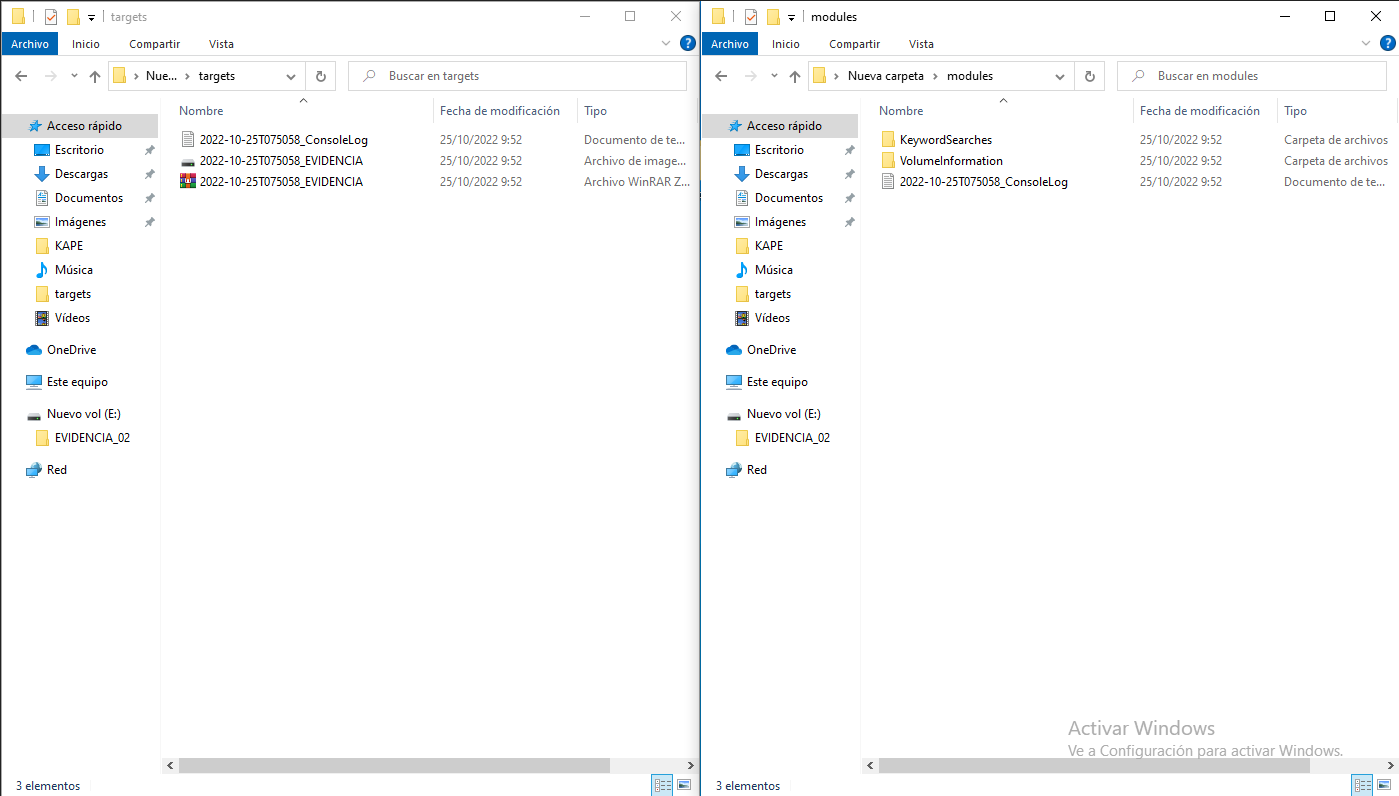 targets
Archivo Inicio Compartir Vista
Nue... targets Buscar en targets
Nombre Fecha de modificación Tipo
Acceso rápido
Escritorio
Descargas
Documentos
Imágenes
KAPE
Música
targets
Vídeos
OneDrive
Este equipo
Nuevo vol (E:)
EVIDENCIA_02
Red
2022-10-25T075058_ConsoleLog 25/10/2022 9:52 Documento de te...
2022-10-25T075058_EVIDENCIA 25/10/2022 9:52 Archivo de image...
2022-10-25T075058_EVIDENCIA 25/10/2022 9:52 Archivo WinRAR Z...
3 elementos
modules
Archivo Inicio Compartir Vista
Nueva carpeta modules Buscar en modules
Nombre Fecha de modificación Tipo
Acceso rápido
Escritorio
Descargas
Documentos
Imágenes
KAPE
Música
targets
Vídeos
OneDrive
Este equipo
Nuevo vol (E:)
EVIDENCIA_02
Red
KeywordSearches 25/10/2022 9:52 Carpeta de archivos
VolumeInformation 25/10/2022 9:52 Carpeta de archivos
2022-10-25T075058_ConsoleLog 25/10/2022 9:52 Documento de te...
Activar Windows
Ve a Configuración para activar Windows.
3 elementos